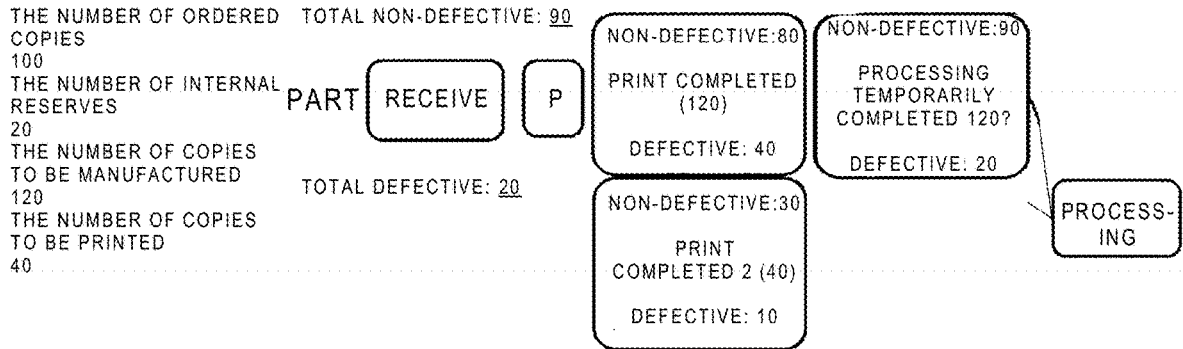 THE NUMBER OF ORDERED
COPIES
100
THE NUMBER OF INTERNAL
RESERVES
20
THE NUMBER OF COPIES
TO BE MANUFACTURED
120
THE NUMBER OF COPIES
TO BE PRINTED
40
TOTAL NON-DEFECTIVE: 90
PART
RECEIVE
P
TOTAL DEFECTIVE: 20
NON-DEFECTIVE:80
PRINT COMPLETED
(120)
DEFECTIVE: 40
NON-DEFECTIVE:30
PRINT
COMPLETED 2 (40)
DEFECTIVE: 10
NON-DEFECTIVE:90
PROCESSING
TEMPORARILY
COMPLETED 120?
DEFECTIVE: 20
PROCESS-
ING